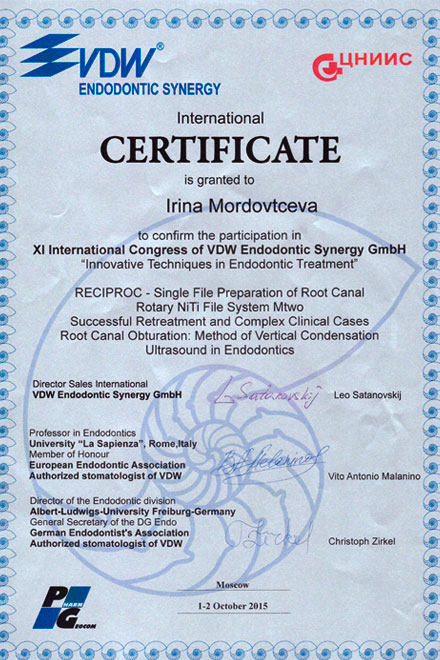 VDW®
ENDODONTIC SYNERGY
ЦНИИС
International
CERTIFICATE
is granted to
Irina Mordovtceva
to confirm the participation in
XI International Congress of VDW Endodontic Synergy GmbH
"Innovative Techniques in Endodontic Treatment"
RECIPROC - Single File Preparation of Root Canal
Rotary NiTi File System Mtwo
Successful Retreatment and Complex Clinical Cases
Root Canal Obturation: Method of Vertical Condensation
Ultrasound in Endodontics
Director Sales International
VDW Endodontic Synergy GmbH
L Satanovskij
Leo Satanovskij
Professor in Endodontics
University "La Sapienza", Rome,Italy
Member of Honour
European Endodontic Association
Authorized stomatologist of VDW
Vito Antonio Malanino
Director of the Endodontic division
Albert-Ludwigs-University Freiburg-Germany
General Secretary of the DG Endo
German Endodontist's Association
Authorized stomatologist of VDW
Christoph Zirkel
Moscow
1-2 October 2015
PHAER
GEOCOM